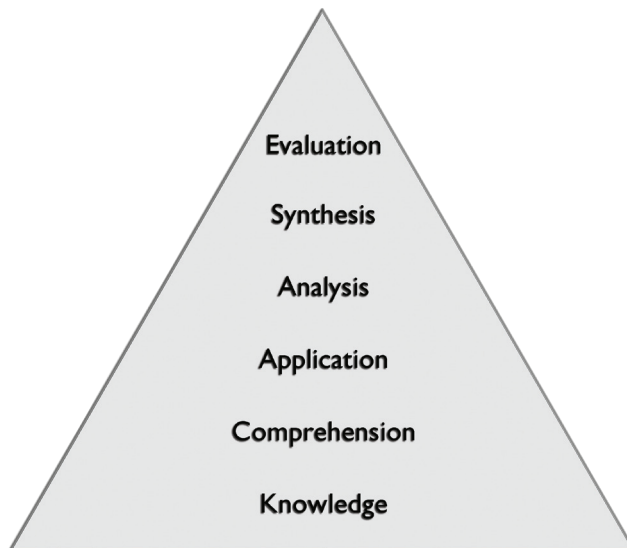 Evaluation
Synthesis
Analysis
Application
Comprehension
Knowledge